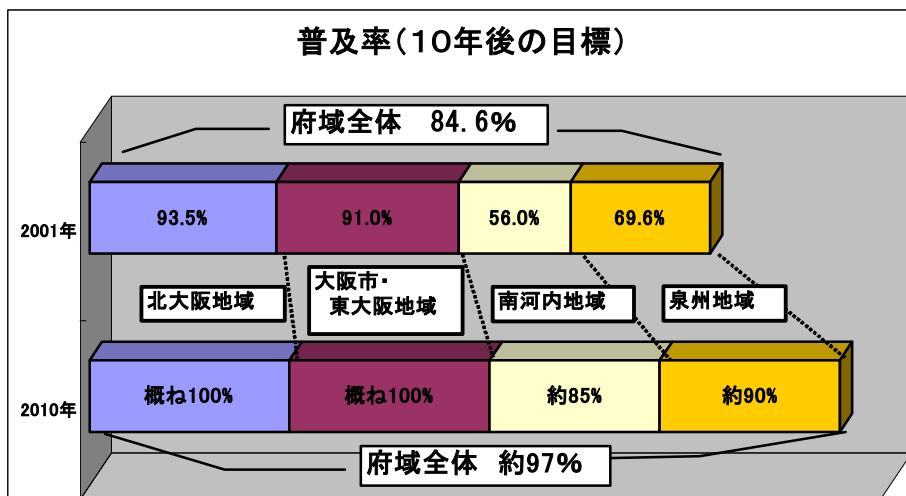 普及率（１０年後の目標）
府域全体　84.6％
2001年
93.5%
91.0%
56.0%
69.6%
北大阪地域
大阪市・
東大阪地域
南河内地域
泉州地域
2010年
概ね100%
概ね100%
約85%
約90%
府域全体　約97％